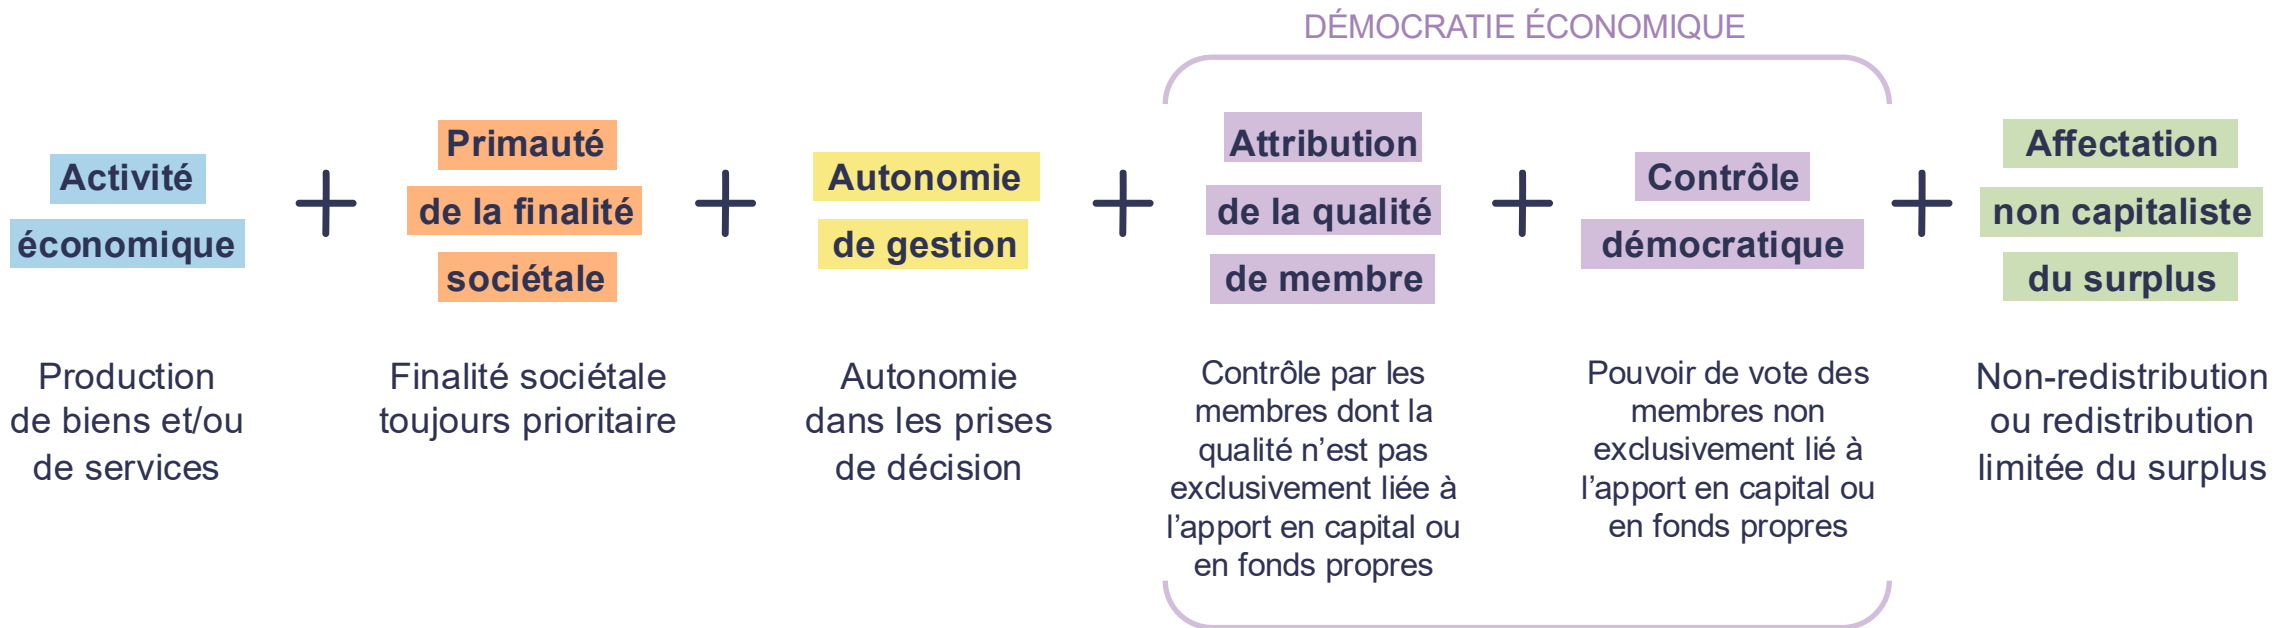 DÉMOCRATIE ÉCONOMIQUE
Activité
économique
Production
de biens et/ou
de services
+
Primauté
de la finalité
sociétale
Finalité sociétale
toujours prioritaire
+
Autonomie
de gestion
Autonomie
dans les prises
de décision
+
Attribution
de la qualité
de membre
Contrôle par les
membres dont la
qualité n’est pas
exclusivement liée à
l’apport en capital ou
en fonds propres
+
Contrôle
démocratique
Pouvoir de vote des
membres non
exclusivement lié à
l’apport en capital ou
en fonds propres
+
Affectation
non capitaliste
du surplus
Non-redistribution
ou redistribution
limitée du surplus